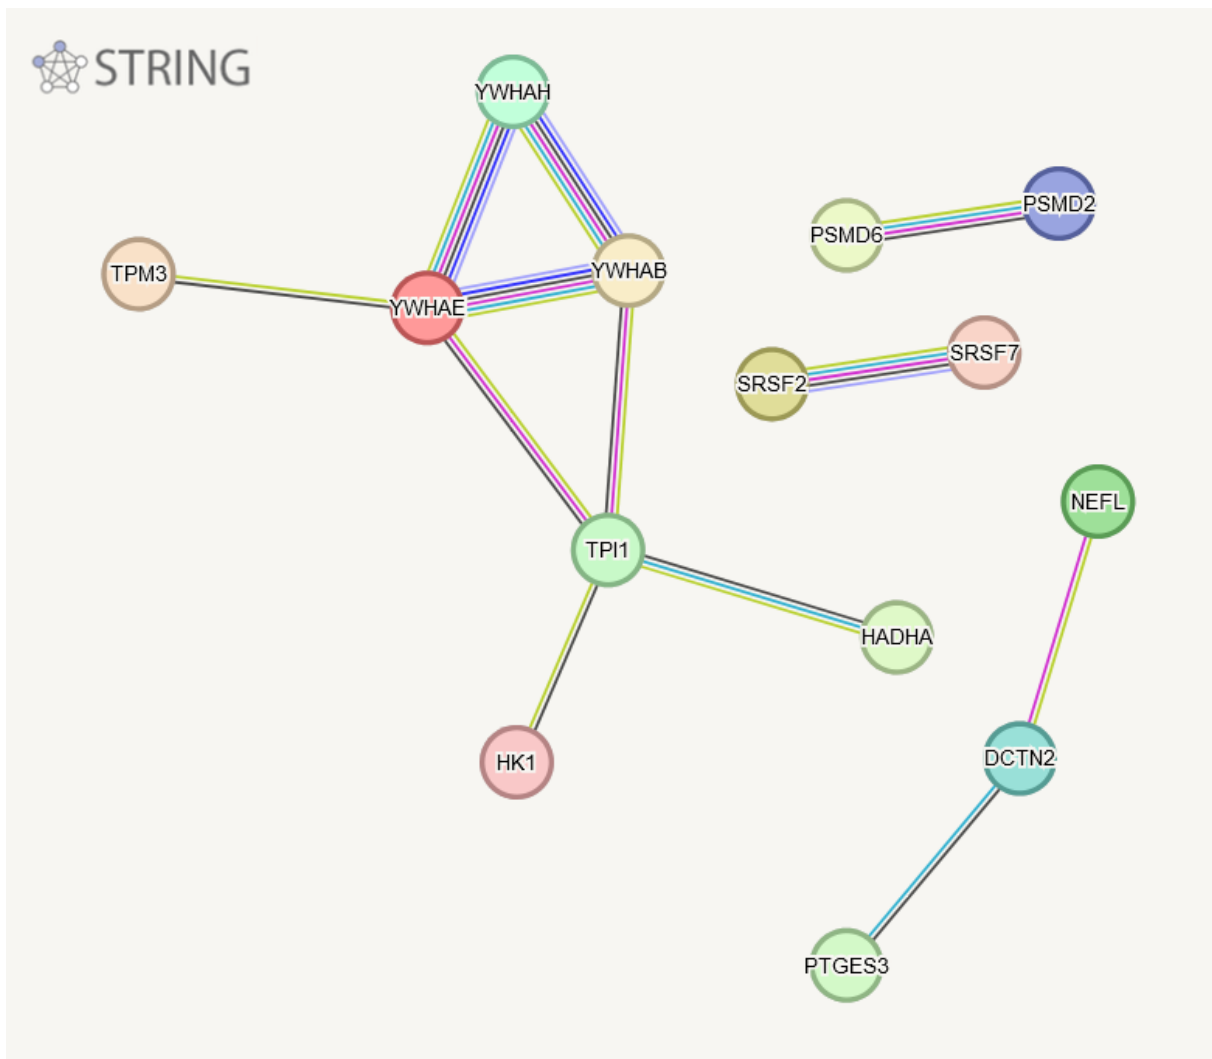 STRING
YWHAH
PSMD2
PSMD6
YWHAB
TPM3
YWHAE
SRSF7
SRSF2
NEFL
TPI1
HADHA
DCTN2
HK1
PTGES3